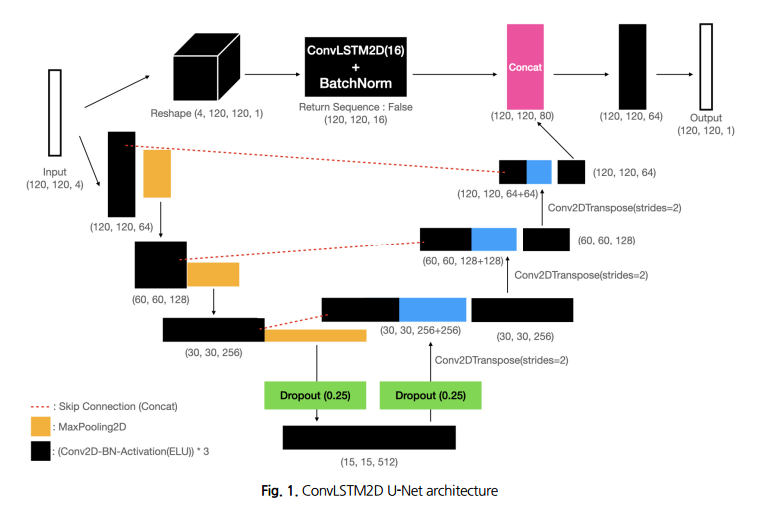 ConvLSTM2D(16)
+
BatchNorm
Concat
Reshape (4, 120, 120, 1)
Return Sequence : False
(120, 120, 16)
(120, 120, 80)
(120, 120, 64)
Output
(120, 120, 1)
Input
(120, 120, 4)
(120, 120, 64)
(120, 120, 64+64)
(120, 120, 64)
Conv2DTranspose(strides=2)
(60, 60, 128)
(60, 60, 128+128)
(60, 60, 128)
Conv2DTranspose(strides=2)
(30, 30, 256)
(30, 30, 256+256)
(30, 30, 256)
Conv2DTranspose(strides=2)
Dropout (0.25)
Dropout (0.25)
(15, 15, 512)
: Skip Connection (Concat)
: MaxPooling2D
: (Conv2D-BN-Activation(ELU)) * 3
Fig. 1. ConvLSTM2D U-Net architecture